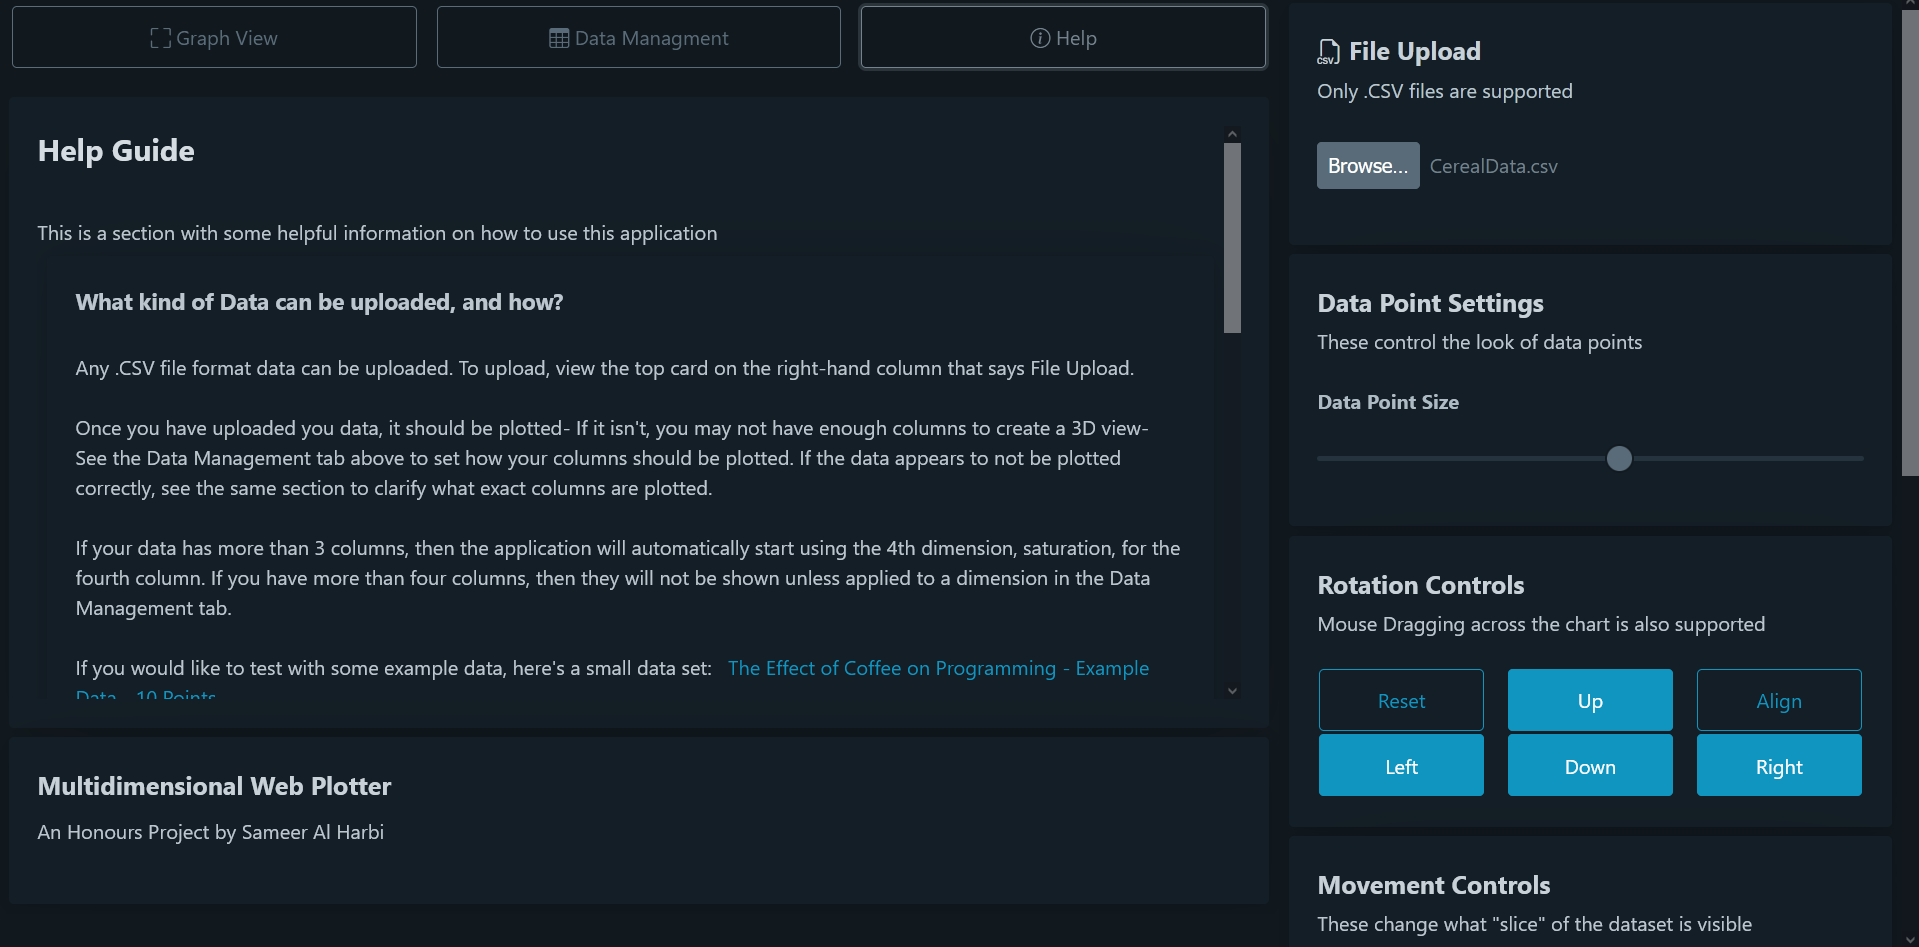 Graph View
Data Managment
Help
Help Guide
This is a section with some helpful information on how to use this application
What kind of Data can be uploaded, and how?
Any .CSV file format data can be uploaded. To upload, view the top card on the right-hand column that says File Upload.
Once you have uploaded you data, it should be plotted- If it isn't, you may not have enough columns to create a 3D view-
See the Data Management tab above to set how your columns should be plotted. If the data appears to not be plotted
correctly, see the same section to clarify what exact columns are plotted.
If your data has more than 3 columns, then the application will automatically start using the 4th dimension, saturation, for the
fourth column. If you have more than four columns, then they will not be shown unless applied to a dimension in the Data
Management tab.
If you would like to test with some example data, here's a small data set: The Effect of Coffee on Programming - Example
Data - 10 Points
Multidimensional Web Plotter
An Honours Project by Sameer Al Harbi
CSV
File Upload
Only .CSV files are supported
Browse...
CerealData.csv
Data Point Settings
These control the look of data points
Data Point Size
Rotation Controls
Mouse Dragging across the chart is also supported
Reset
Up
Align
Left
Down
Right
Movement Controls
These change what "slice" of the dataset is visible